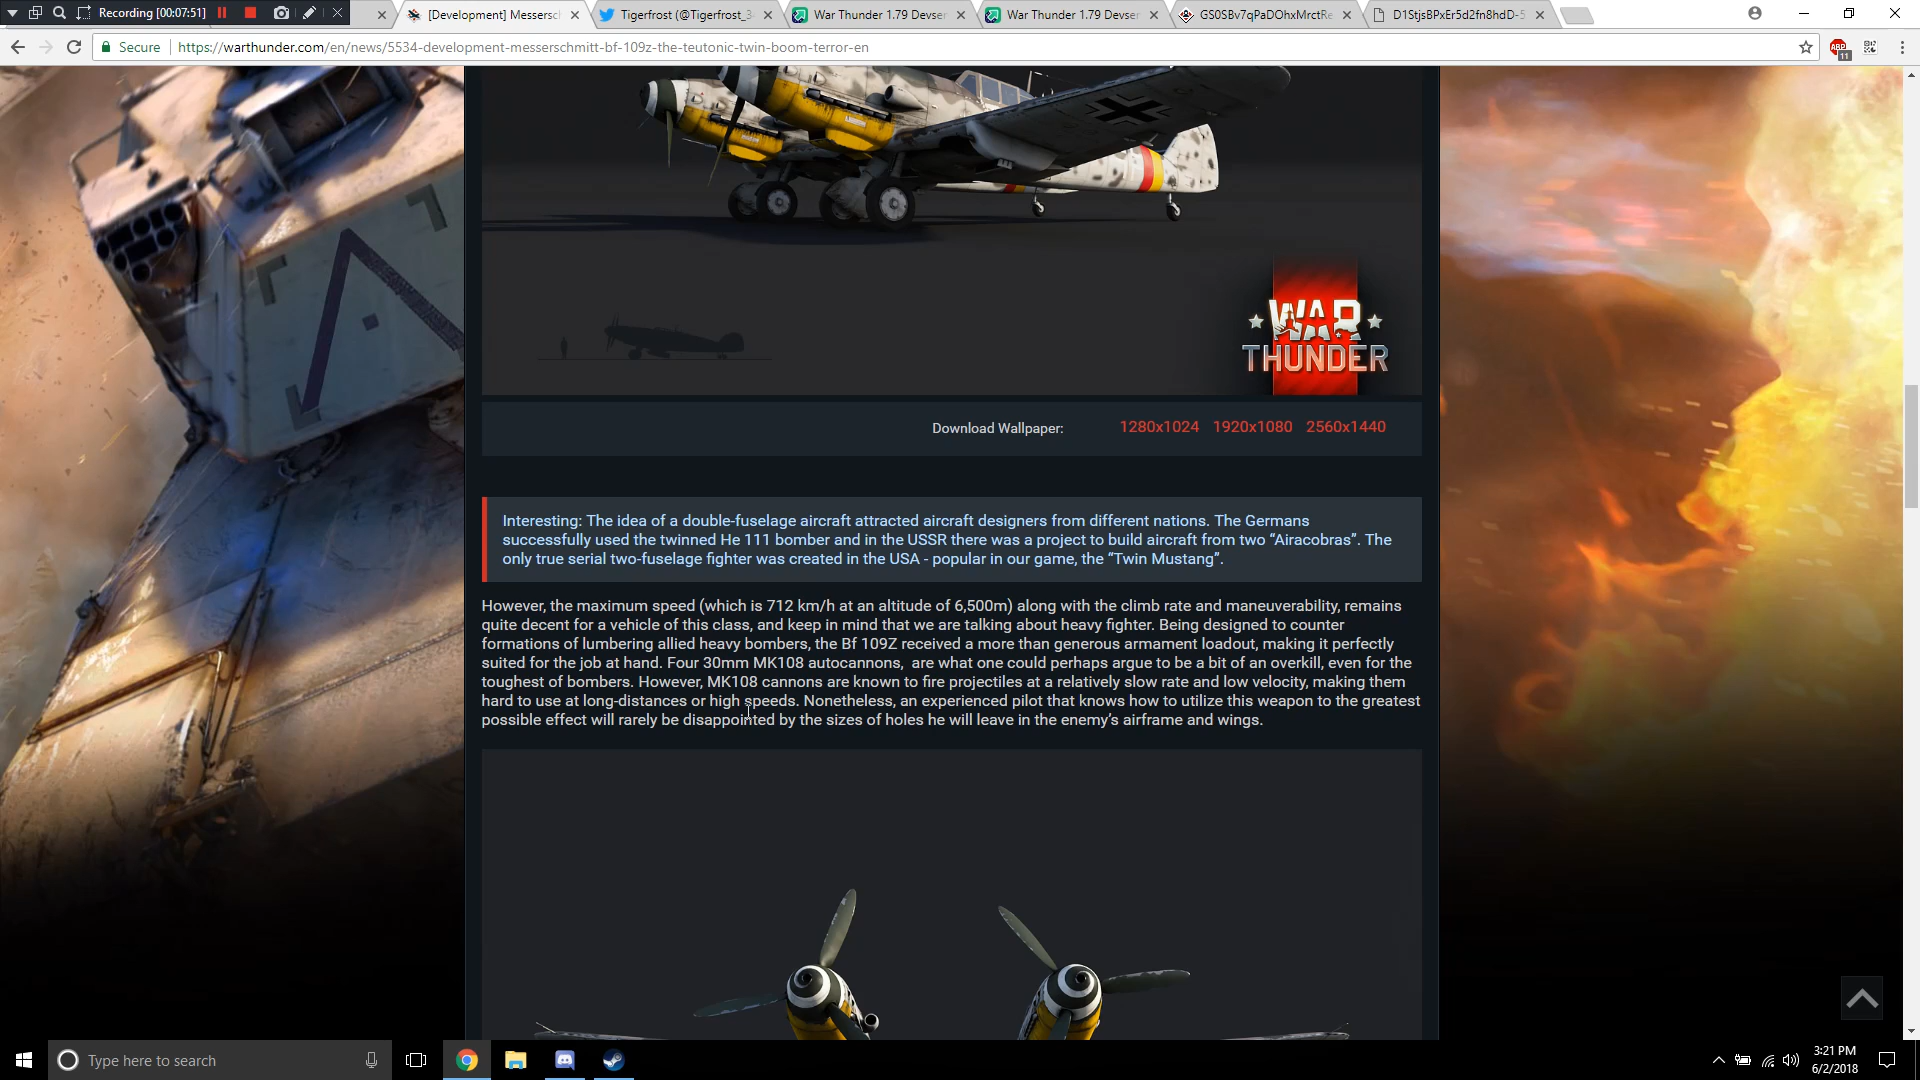 Recording [00:07:51]
[Development] Messersch
Tigerfrost (@Tigerfrost_3
War Thunder 1.79 Devser
War Thunder 1.79 Devser
GS0SBv7qPaDOhxMrctRe
D1StjsBPxEr5d2fn8hdD-5
Secure
https://warthunder.com/en/news/5534-development-messerschmitt-bf-109z-the-teutonic-twin-boom-terror-en
ABP
11
WAR
THUNDER
Download Wallpaper: 1280x1024 1920x1080 2560x1440
Interesting: The idea of a double-fuselage aircraft attracted aircraft designers from different nations. The Germans
successfully used the twinned He 111 bomber and in the USSR there was a project to build aircraft from two “Airacobras”. The
only true serial two-fuselage fighter was created in the USA - popular in our game, the “Twin Mustang”.
However, the maximum speed (which is 712 km/h at an altitude of 6,500m) along with the climb rate and maneuverability, remains
quite decent for a vehicle of this class, and keep in mind that we are talking about heavy fighter. Being designed to counter
formations of lumbering allied heavy bombers, the Bf 109Z received a more than generous armament loadout, making it perfectly
suited for the job at hand. Four 30mm MK108 autocannons, are what one could perhaps argue to be a bit of an overkill, even for the
toughest of bombers. However, MK108 cannons are known to fire projectiles at a relatively slow rate and low velocity, making them
hard to use at long-distances or high speeds. Nonetheless, an experienced pilot that knows how to utilize this weapon to the greatest
possible effect will rarely be disappointed by the sizes of holes he will leave in the enemy’s airframe and wings.
Type here to search
3:21 PM
6/2/2018